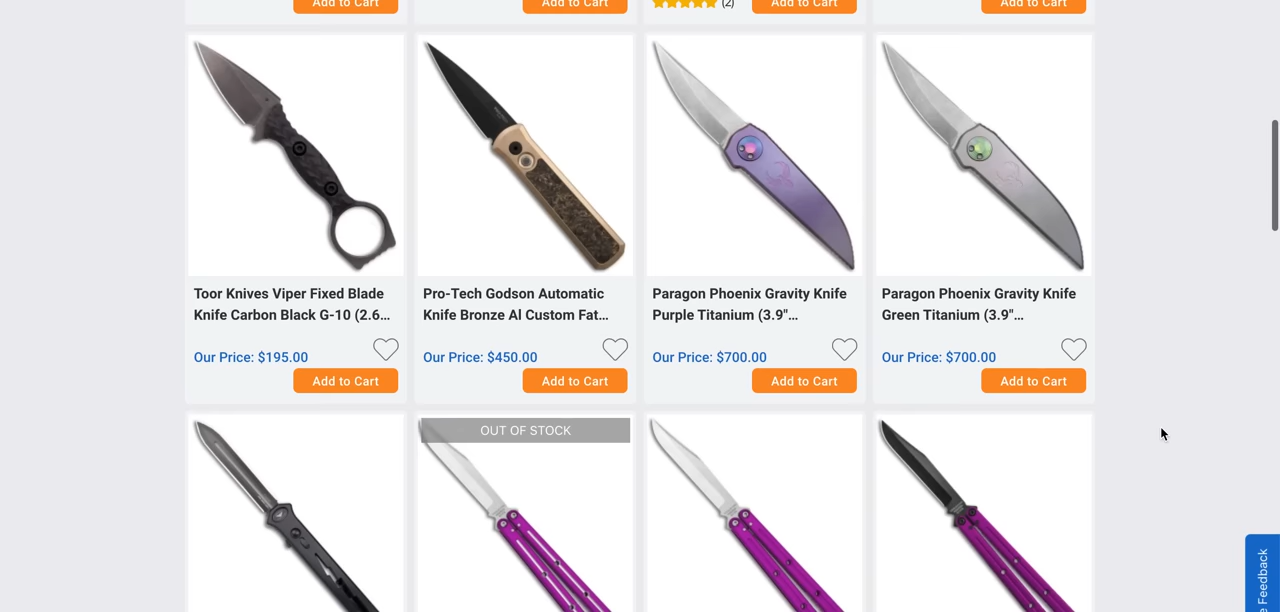 Add to Cart
Add to Cart
(2)
Add to Cart
Add to Cart
Toor Knives Viper Fixed Blade
Knife Carbon Black G-10 (2.6...
Our Price: $195.00
Add to Cart
Pro-Tech Godson Automatic
Knife Bronze Al Custom Fat...
Our Price: $450.00
Add to Cart
Paragon Phoenix Gravity Knife
Purple Titanium (3.9"...
Our Price: $700.00
Add to Cart
Paragon Phoenix Gravity Knife
Green Titanium (3.9"...
Our Price: $700.00
Add to Cart
OUT OF STOCK
Feedback